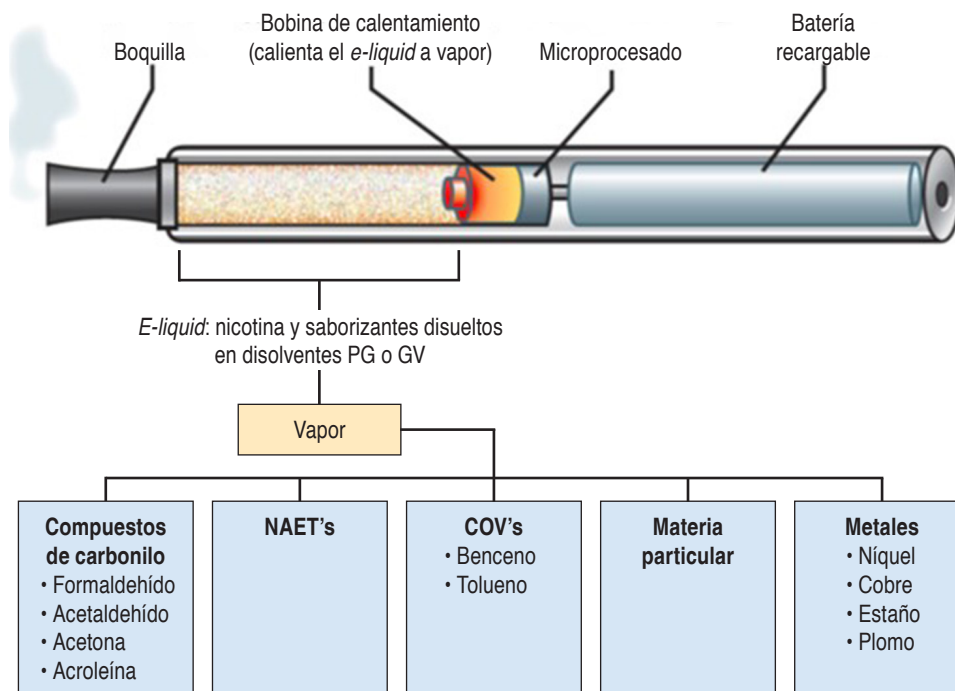 Boquilla
Bobina de calentamiento
(calienta el e-liquid a vapor)
Microprocesado
Batería
recargable
E-liquid: nicotina y saborizantes disueltos
en disolventes PG o GV
Vapor
Compuestos
de carbonilo
• Formaldehído
• Acetaldehído
• Acetona
• Acroleína
NAET's
COV's
• Benceno
• Tolueno
Materia
particular
Metales
• Níquel
• Cobre
• Estaño
• Plomo